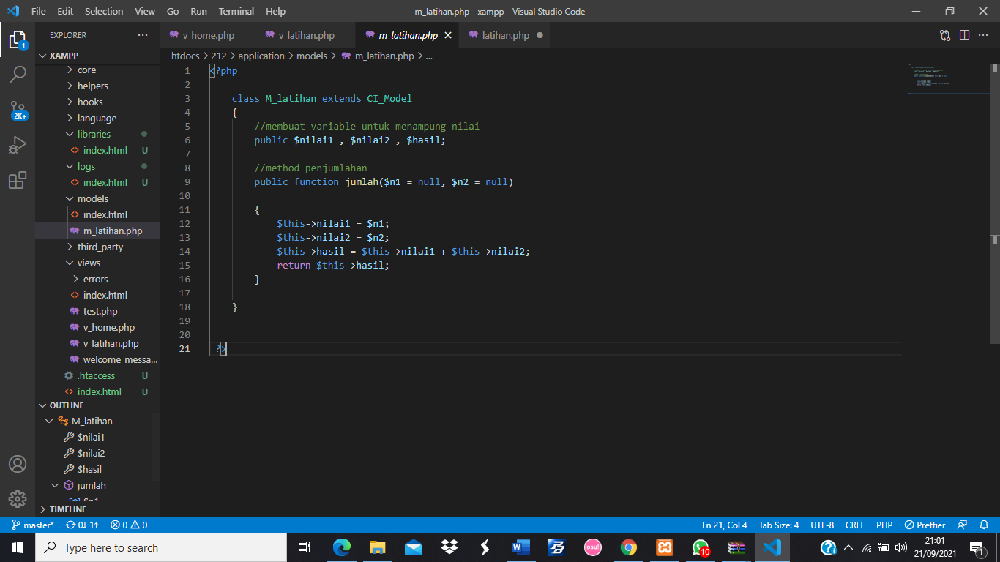 File Edit Selection View Go Run Terminal Help m_latihan.php - xampp - Visual Studio Code
EXPLORER ···
v_home.php v_latihan.php m_latihan.php latihan.php
XAMPP
htdocs > 212 > application > models > m_latihan.php > ...
core
helpers
hooks
language
libraries
index.html U
logs
index.html U
models
index.html
m_latihan.php
third_party
views
errors
index.html
test.php
v_home.php
v_latihan.php
welcome_messa...
.htaccess U
index.html U
OUTLINE
M_latihan
$nilai1
$nilai2
$hasil
jumlah
TIMELINE
1
2K+
1 <?php
2
3 class M_latihan extends CI_Model
4 {
5 //membuat variable untuk menampung nilai
6 public $nilai1 , $nilai2 , $hasil;
7
8 //method penjumlahan
9 public function jumlah($n1 = null, $n2 = null)
10
11 {
12 $this->nilai1 = $n1;
13 $this->nilai2 = $n2;
14 $this->hasil = $this->nilai1 + $this->nilai2;
15 return $this->hasil;
16 }
17
18 }
19
20
21 ?>
master* 0↓ 1↑ 0 0 Ln 21, Col 4 Tab Size: 4 UTF-8 CRLF PHP Prettier
Type here to search
osu!
10
21:01
21/09/2021
1